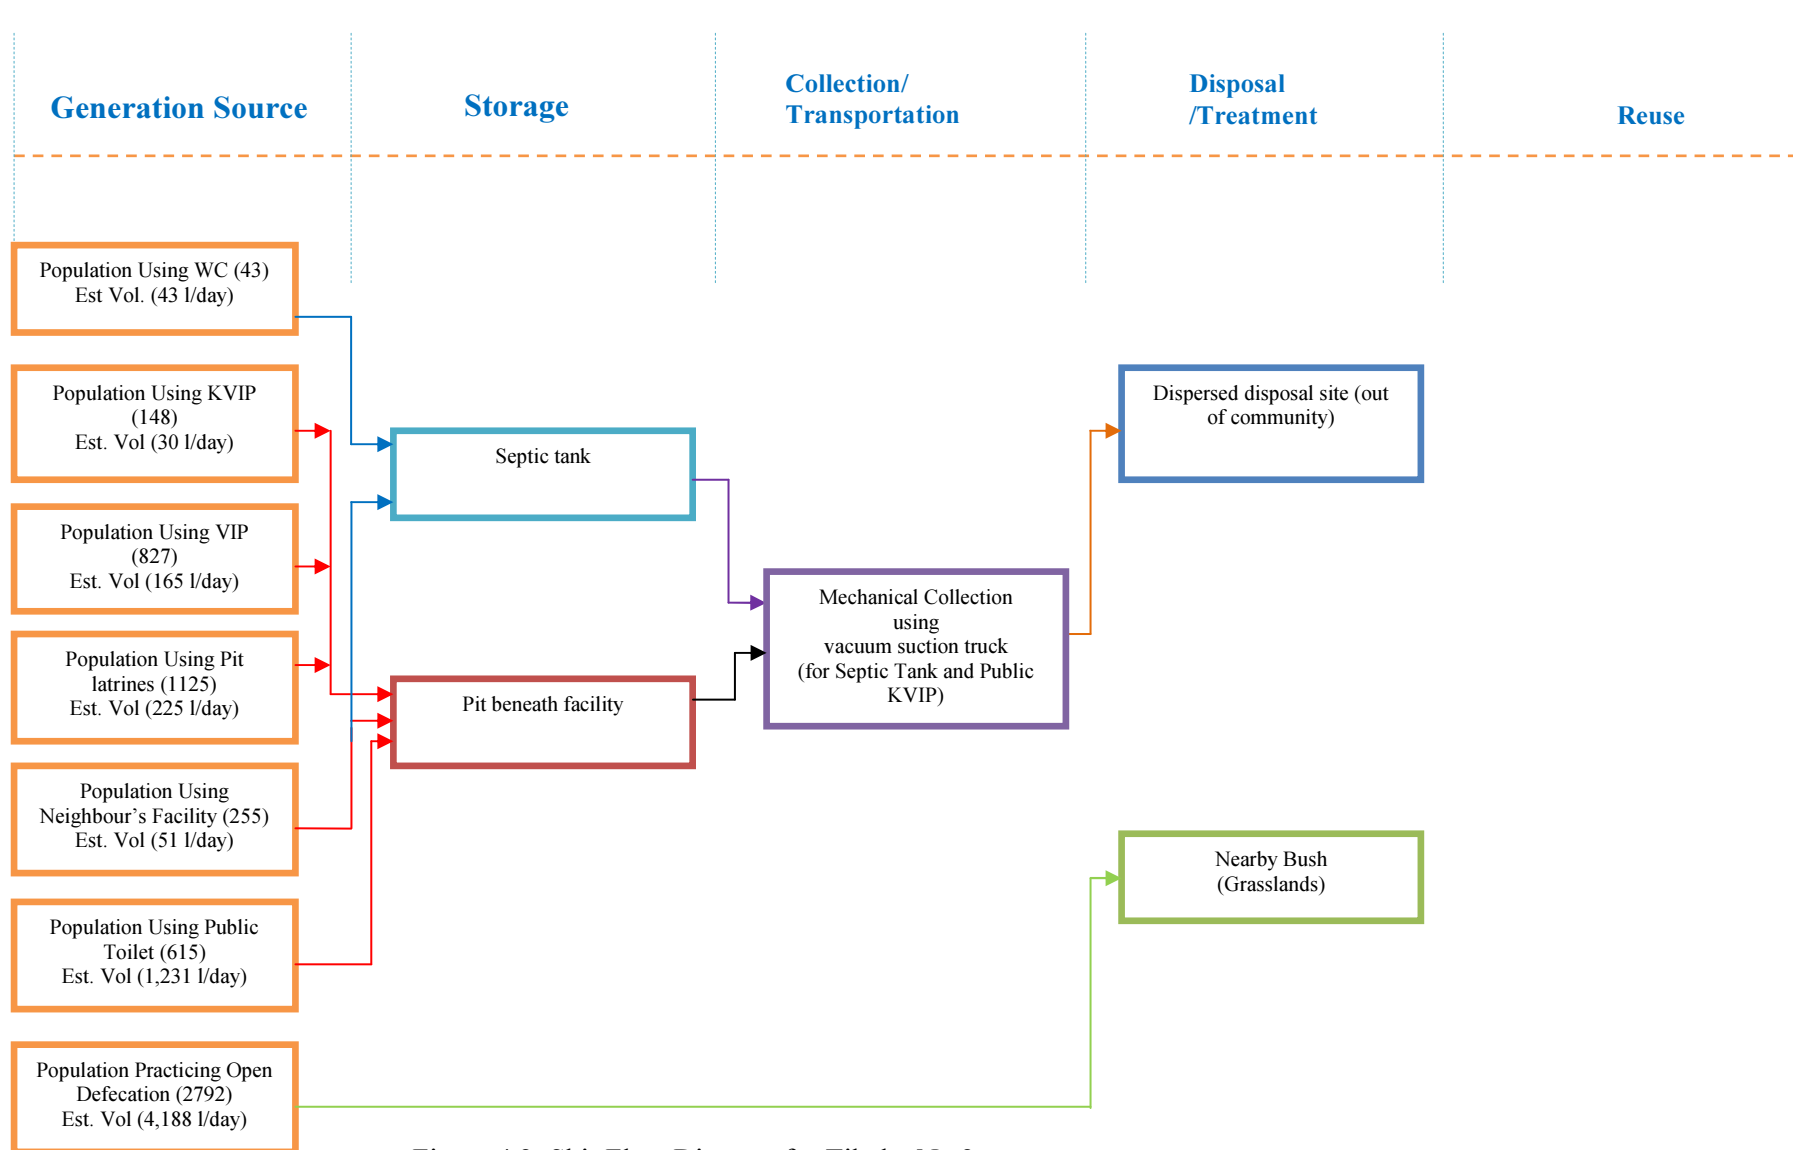 Generation Source
Storage
Collection/
Transportation
Disposal
/Treatment
Reuse
Population Using WC (43)
Est Vol. (43 l/day)
Population Using KVIP
(148)
Est. Vol (30 l/day)
Population Using VIP
(827)
Est. Vol (165 l/day)
Population Using Pit
latrines (1125)
Est. Vol (225 l/day)
Population Using
Neighbour’s Facility (255)
Est. Vol (51 l/day)
Population Using Public
Toilet (615)
Est. Vol (1,231 l/day)
Population Practicing Open
Defecation (2792)
Est. Vol (4,188 l/day)
Septic tank
Pit beneath facility
Mechanical Collection
using
vacuum suction truck
(for Septic Tank and Public
KVIP)
Dispersed disposal site (out
of community)
Nearby Bush
(Grasslands)